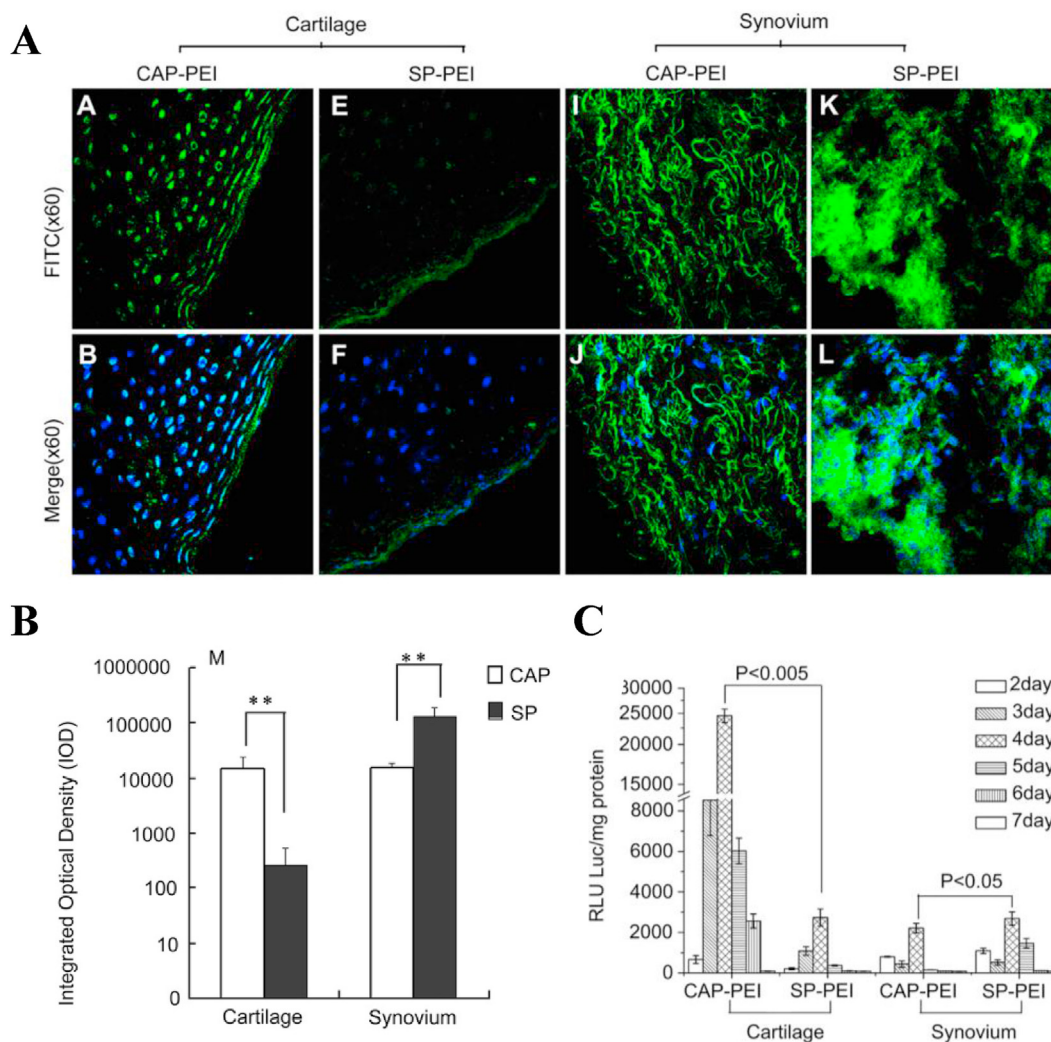 A
Cartilage
Synovium
CAP-PEI
SP-PEI
CAP-PEI
SP-PEI
FITC(x60)
A
E
I
K
Merge(x60)
B
F
J
L
B
M
Integrated Optical Density (IOD)
1000000
100000
10000
1000
100
10
0
**
**
CAP
SP
Cartilage
Synovium
C
RLU Luc/mg protein
30000
25000
20000
15000
8000
6000
4000
2000
0
P<0.005
P<0.05
2day
3day
4day
5day
6day
7day
CAP-PEI
SP-PEI
CAP-PEI
SP-PEI
Cartilage
Synovium